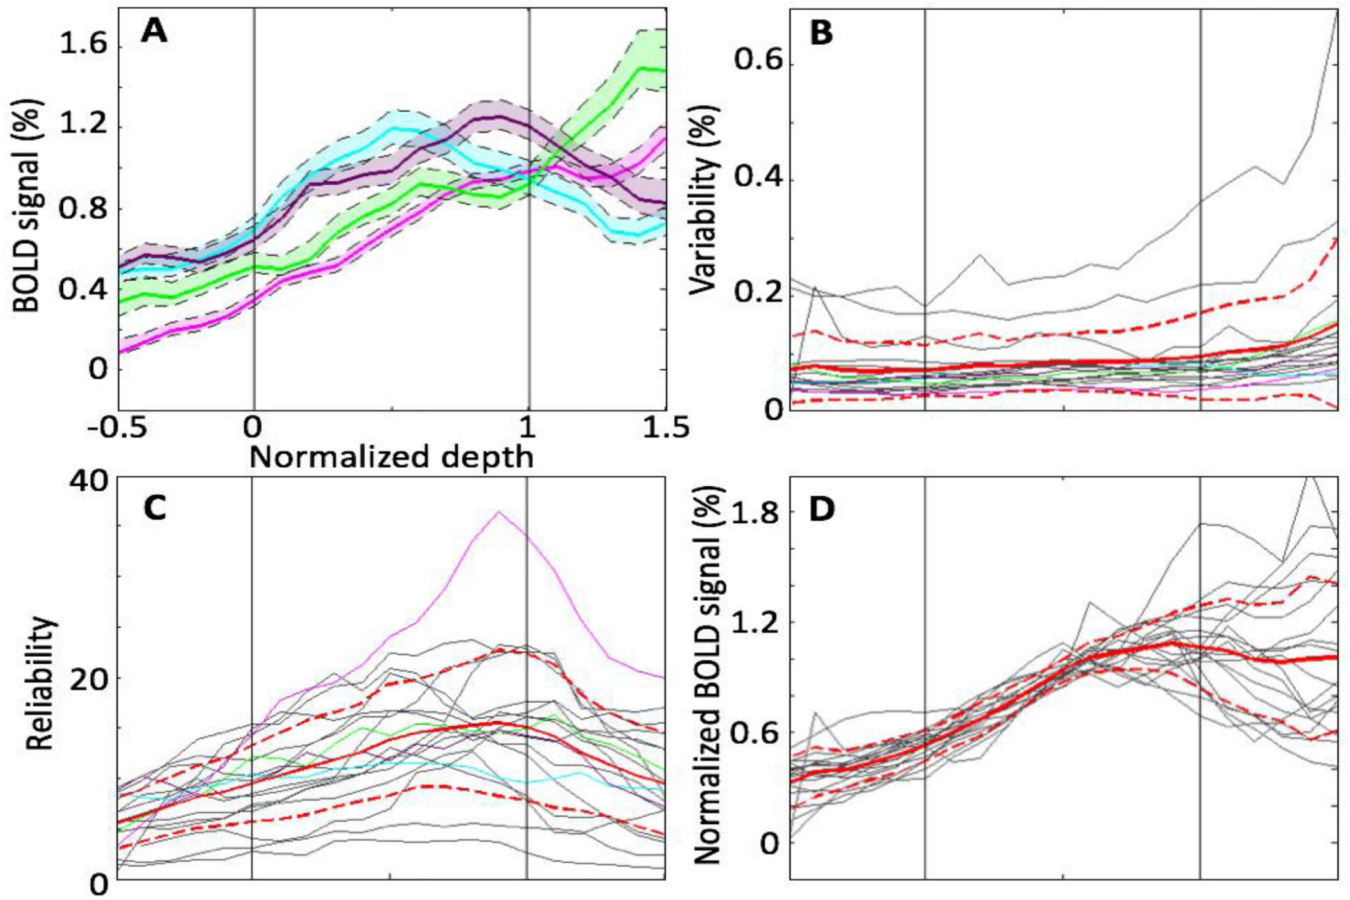 A
BOLD signal (%)
1.6
1.2
0.8
0.4
0
-0.5
0
1
1.5
Normalized depth
B
Variability (%)
0.6
0.4
0.2
0
C
Reliability
40
20
0
D
Normalized BOLD signal (%)
1.8
1.2
0.6
0